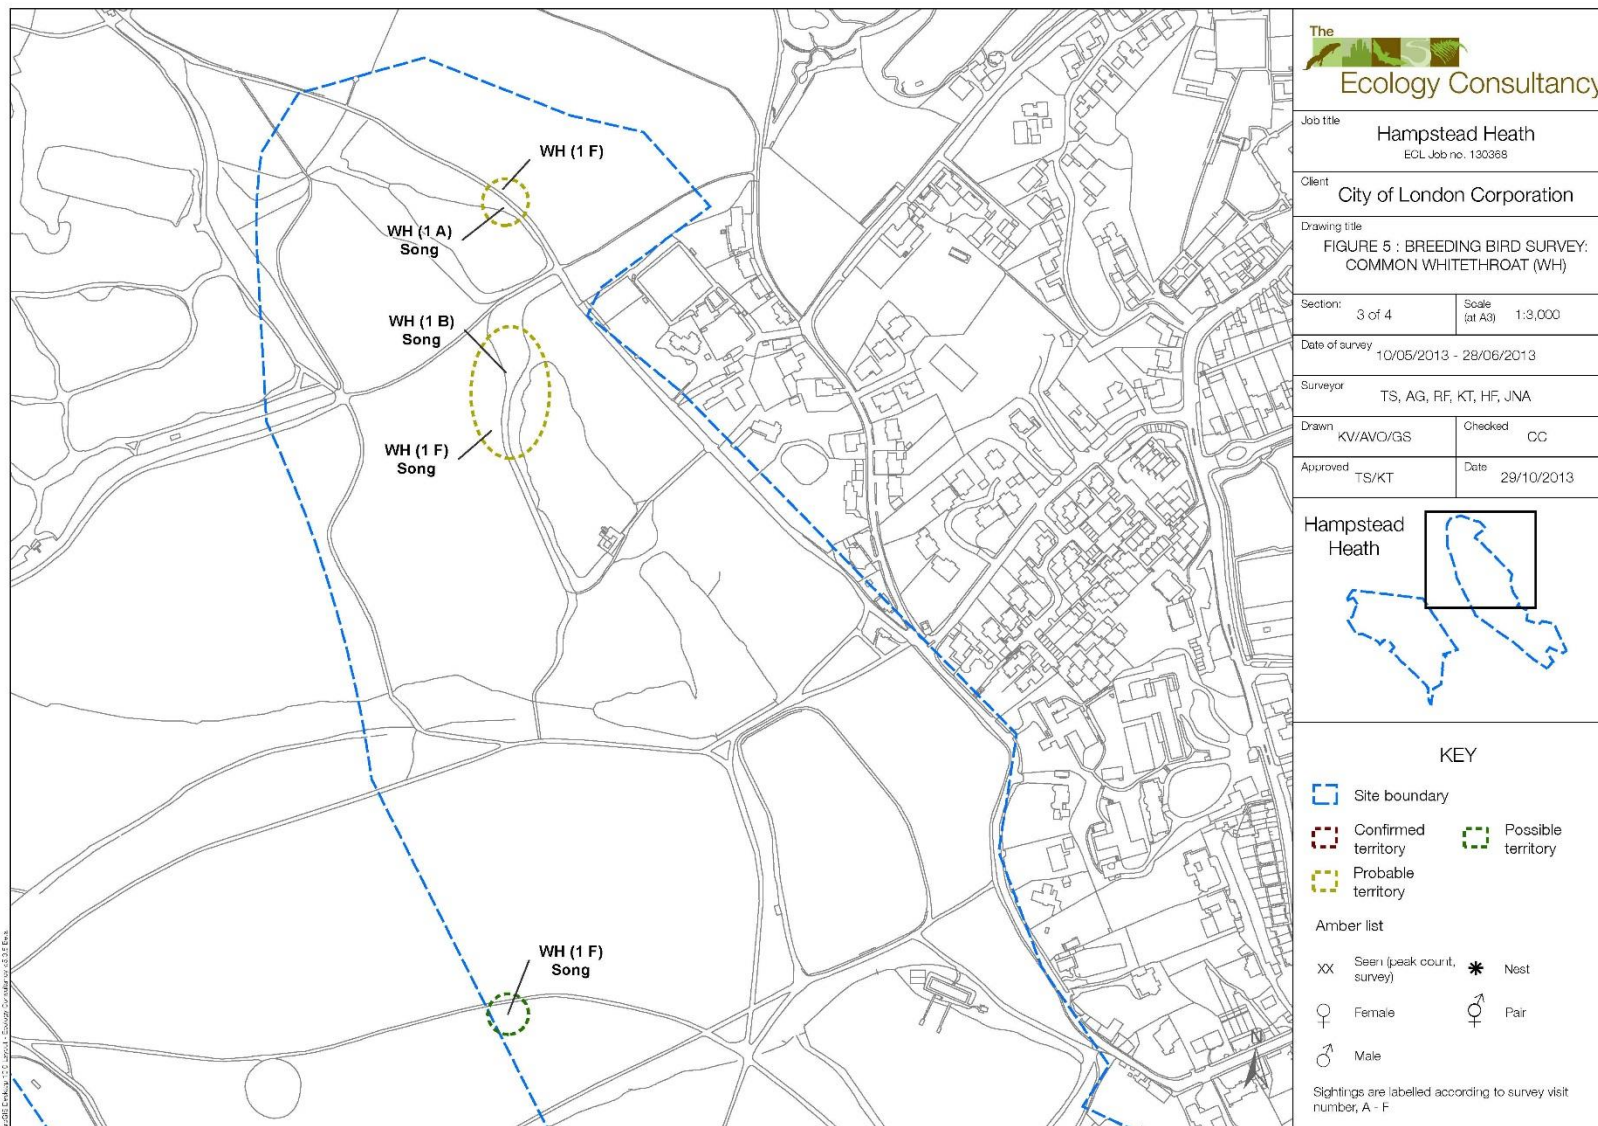 WH (1 F)
WH (1 A)
Song
WH (1 B)
Song
WH (1 F)
Song
WH (1 F)
Song
N
The
Ecology Consultancy
Job title
Hampstead Heath
ECL Job no. 130368
Client
City of London Corporation
Drawing title
FIGURE 5 : BREEDING BIRD SURVEY:
COMMON WHITETHROAT (WH)
Section:
3 of 4
Scale
(at A3) 1:3,000
Date of survey
10/05/2013 - 28/06/2013
Surveyor
TS, AG, RF, KT, HF, JNA
Drawn
KV/AVO/GS
Checked
CC
Approved
TS/KT
Date
29/10/2013
Hampstead
Heath
KEY
Site boundary
Confirmed
territory
Possible
territory
Probable
territory
Amber list
XX
Seen (peak count,
survey)
Nest
Female
Pair
Male
Sightings are labelled according to survey visit
number, A - F